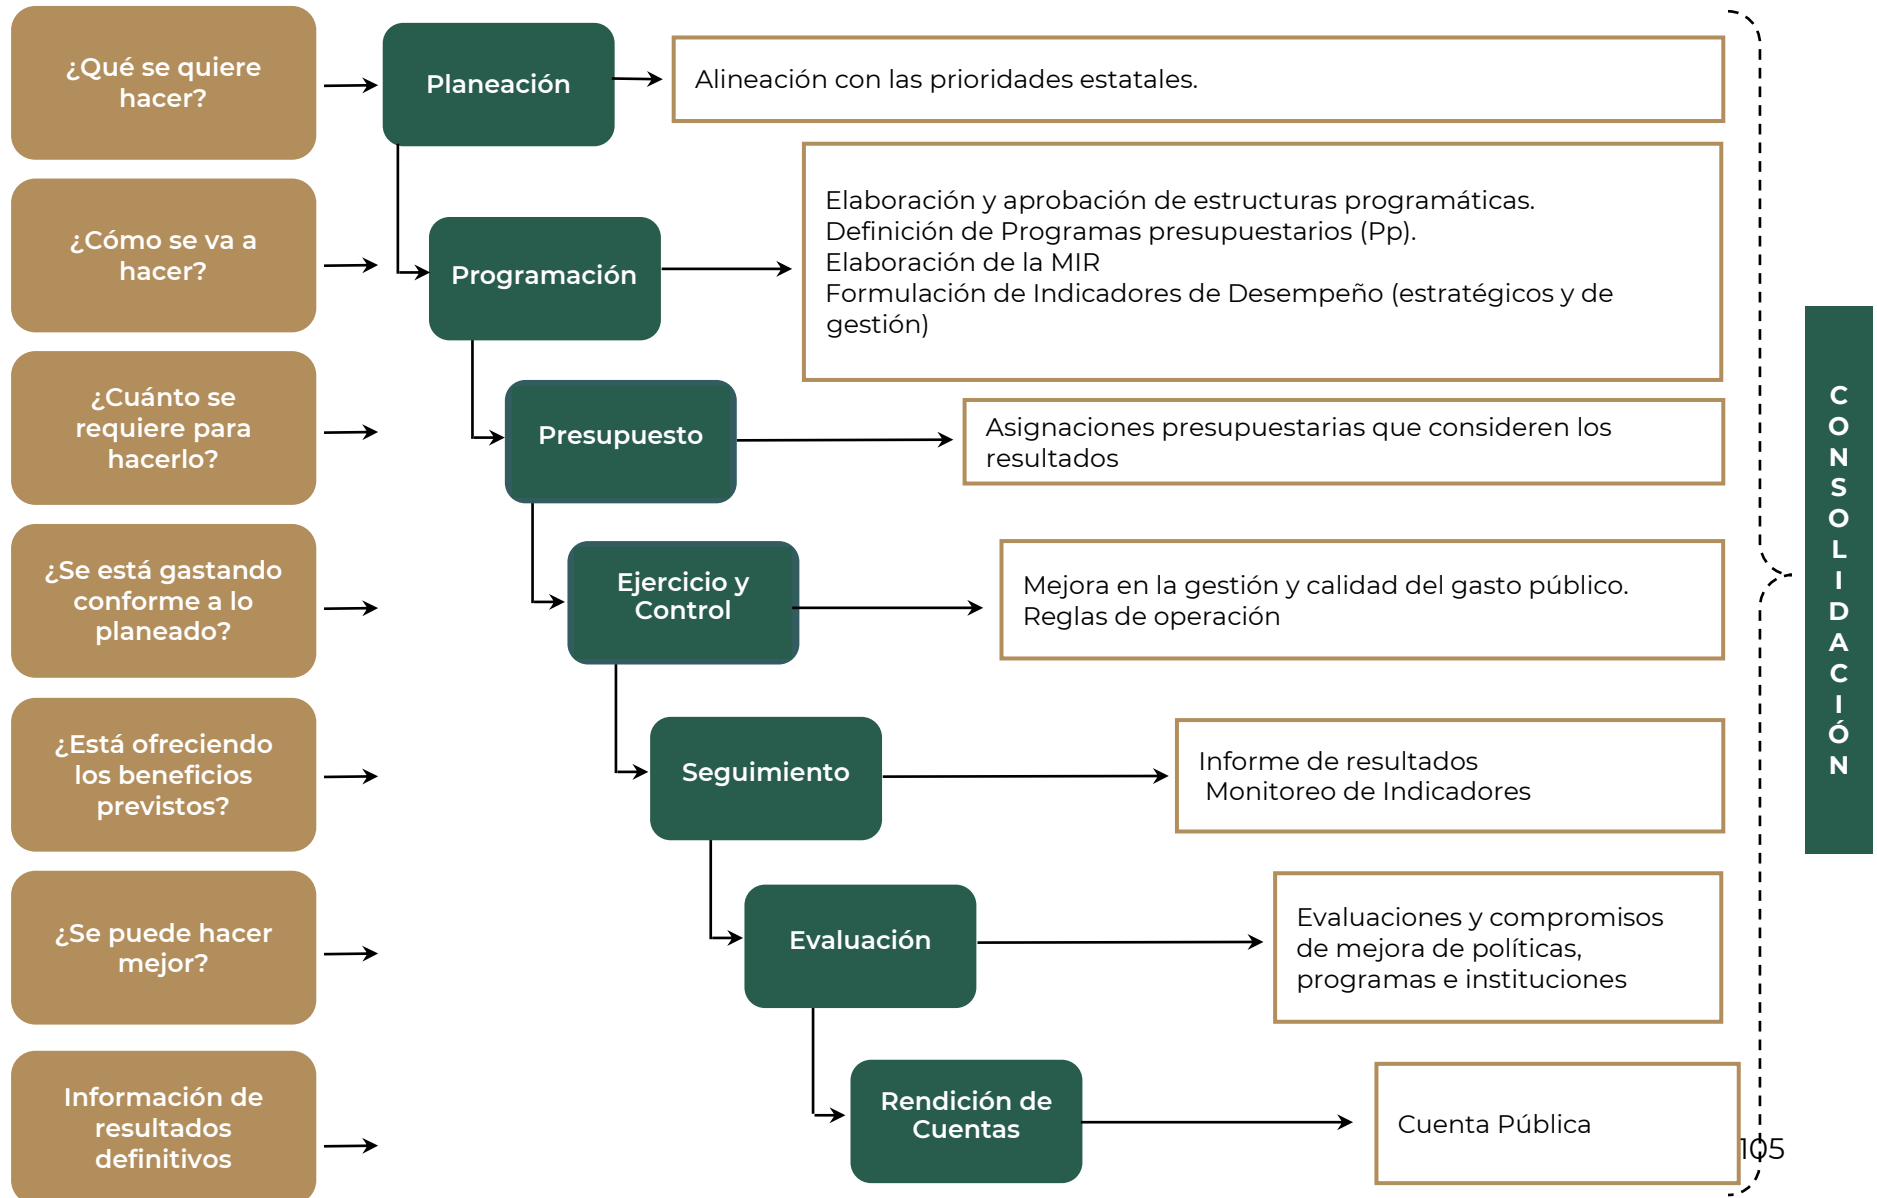 ¿Qué se quiere
hacer?
Planeación
Alineación con las prioridades estatales.
¿Cómo se va a
hacer?
Programación
Elaboración y aprobación de estructuras programáticas.
Definición de Programas presupuestarios (Pp).
Elaboración de la MIR
Formulación de Indicadores de Desempeño (estratégicos y de
gestión)
¿Cuánto se
requiere para
hacerlo?
Presupuesto
Asignaciones presupuestarias que consideren los
resultados
¿Se está gastando
conforme a lo
planeado?
Ejercicio y
Control
Mejora en la gestión y calidad del gasto público.
Reglas de operación
¿Está ofreciendo
los beneficios
previstos?
Seguimiento
Informe de resultados
Monitoreo de Indicadores
¿Se puede hacer
mejor?
Evaluación
Evaluaciones y compromisos
de mejora de políticas,
programas e instituciones
Información de
resultados
definitivos
Rendición de
Cuentas
Cuenta Pública
105
CONSOLIDACIÓN